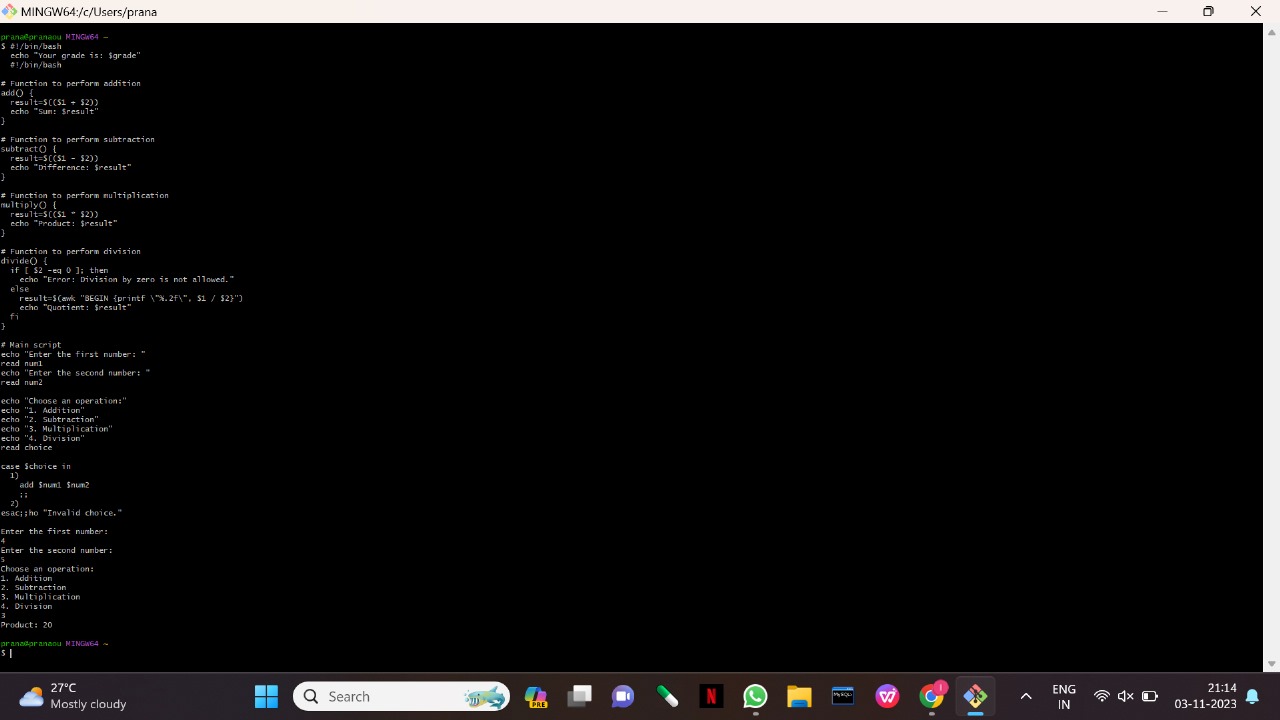 MINGW64:/c/Users/prana
prana@pranaou MINGW64 ~
$ #!/bin/bash
  echo "Your grade is: $grade"
  #!/bin/bash

# Function to perform addition
add() {
  result=$(($1 + $2))
  echo "Sum: $result"
}

# Function to perform subtraction
subtract() {
  result=$(($1 - $2))
  echo "Difference: $result"
}

# Function to perform multiplication
multiply() {
  result=$(($1 * $2))
  echo "Product: $result"
}

# Function to perform division
divide() {
  if [ $2 -eq 0 ]; then
    echo "Error: Division by zero is not allowed."
  else
    result=$(awk "BEGIN {printf \"%.2f\", $1 / $2}")
    echo "Quotient: $result"
  fi
}

# Main script
echo "Enter the first number: "
read num1
echo "Enter the second number: "
read num2

echo "Choose an operation:"
echo "1. Addition"
echo "2. Subtraction"
echo "3. Multiplication"
echo "4. Division"
read choice

case $choice in
  1)
    add $num1 $num2
    ;;
  2)
esac;;ho "Invalid choice."

Enter the first number:
4
Enter the second number:
5
Choose an operation:
1. Addition
2. Subtraction
3. Multiplication
4. Division
3
Product: 20

prana@pranaou MINGW64 ~
$
27°C
Mostly cloudy
Search
PRE
N
MySQL
1
ENG
IN
21:14
03-11-2023